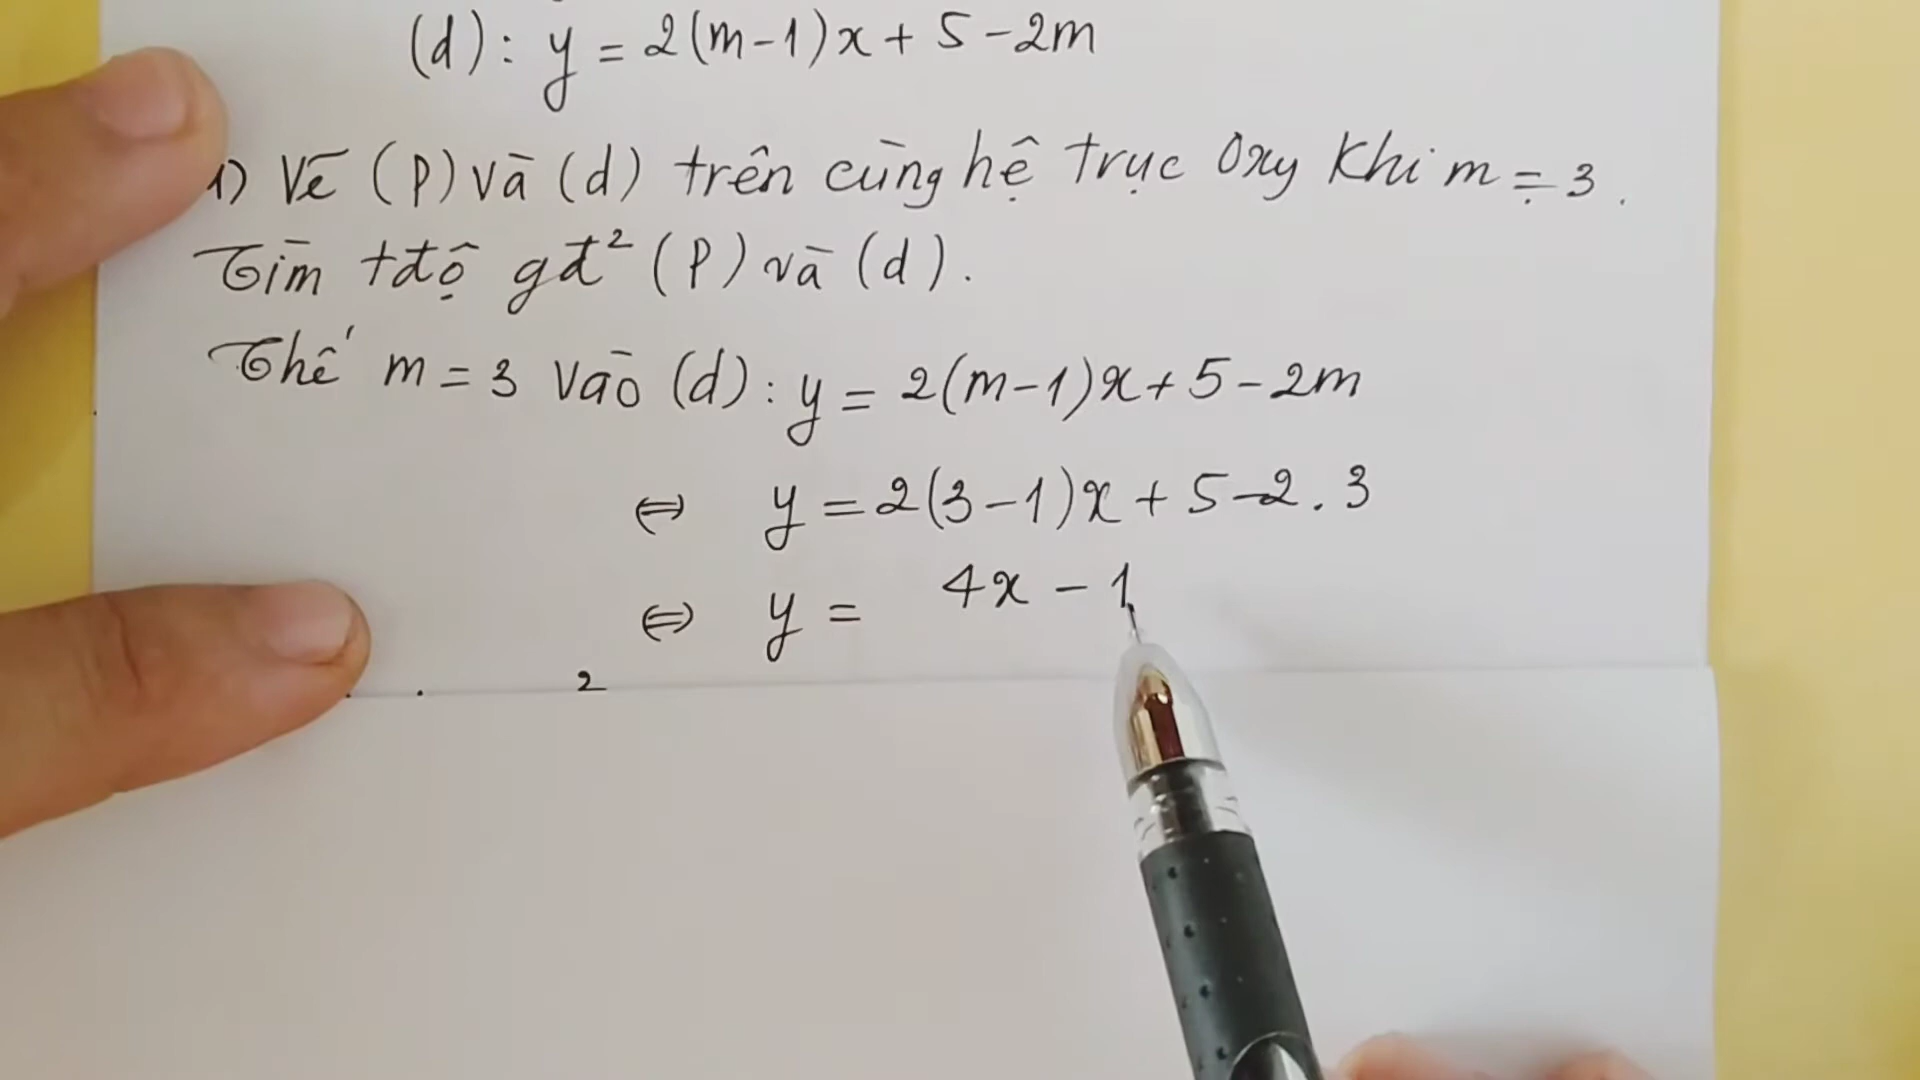 (d): y = 2(m-1)x + 5 - 2m
1) Vẽ (P) và (d) trên cùng hệ trục Oxy khi m = 3.
Tìm tđộ gđ² (P) và (d).
Thế m = 3 vào (d): y = 2(m-1)x + 5 - 2m
⇔ y = 2(3-1)x + 5 - 2.3
⇔ y = 4x - 1
2